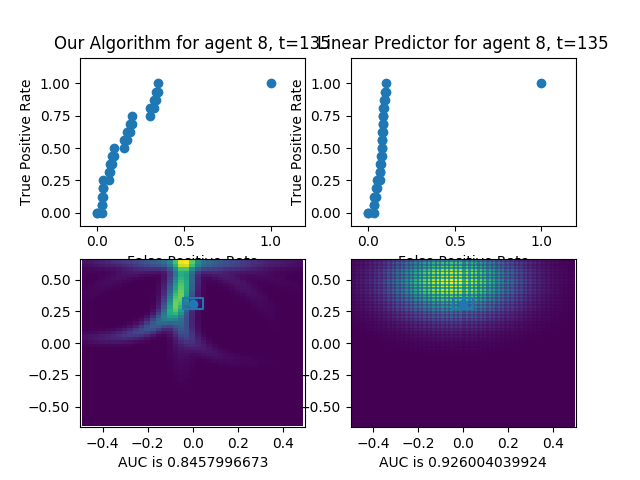 Our Algorithm for agent 8, t=135
Linear Predictor for agent 8, t=135
True Positive Rate
1.00
0.75
0.50
0.25
0.00
0.0 0.5 1.0
False Positive Rate
True Positive Rate
1.00
0.75
0.50
0.25
0.00
0.0 0.5 1.0
False Positive Rate
0.50
0.25
0.00
−0.25
−0.50
−0.4 −0.2 0.0 0.2 0.4
AUC is 0.8457996673
0.50
0.25
0.00
−0.25
−0.50
−0.4 −0.2 0.0 0.2 0.4
AUC is 0.926004039924